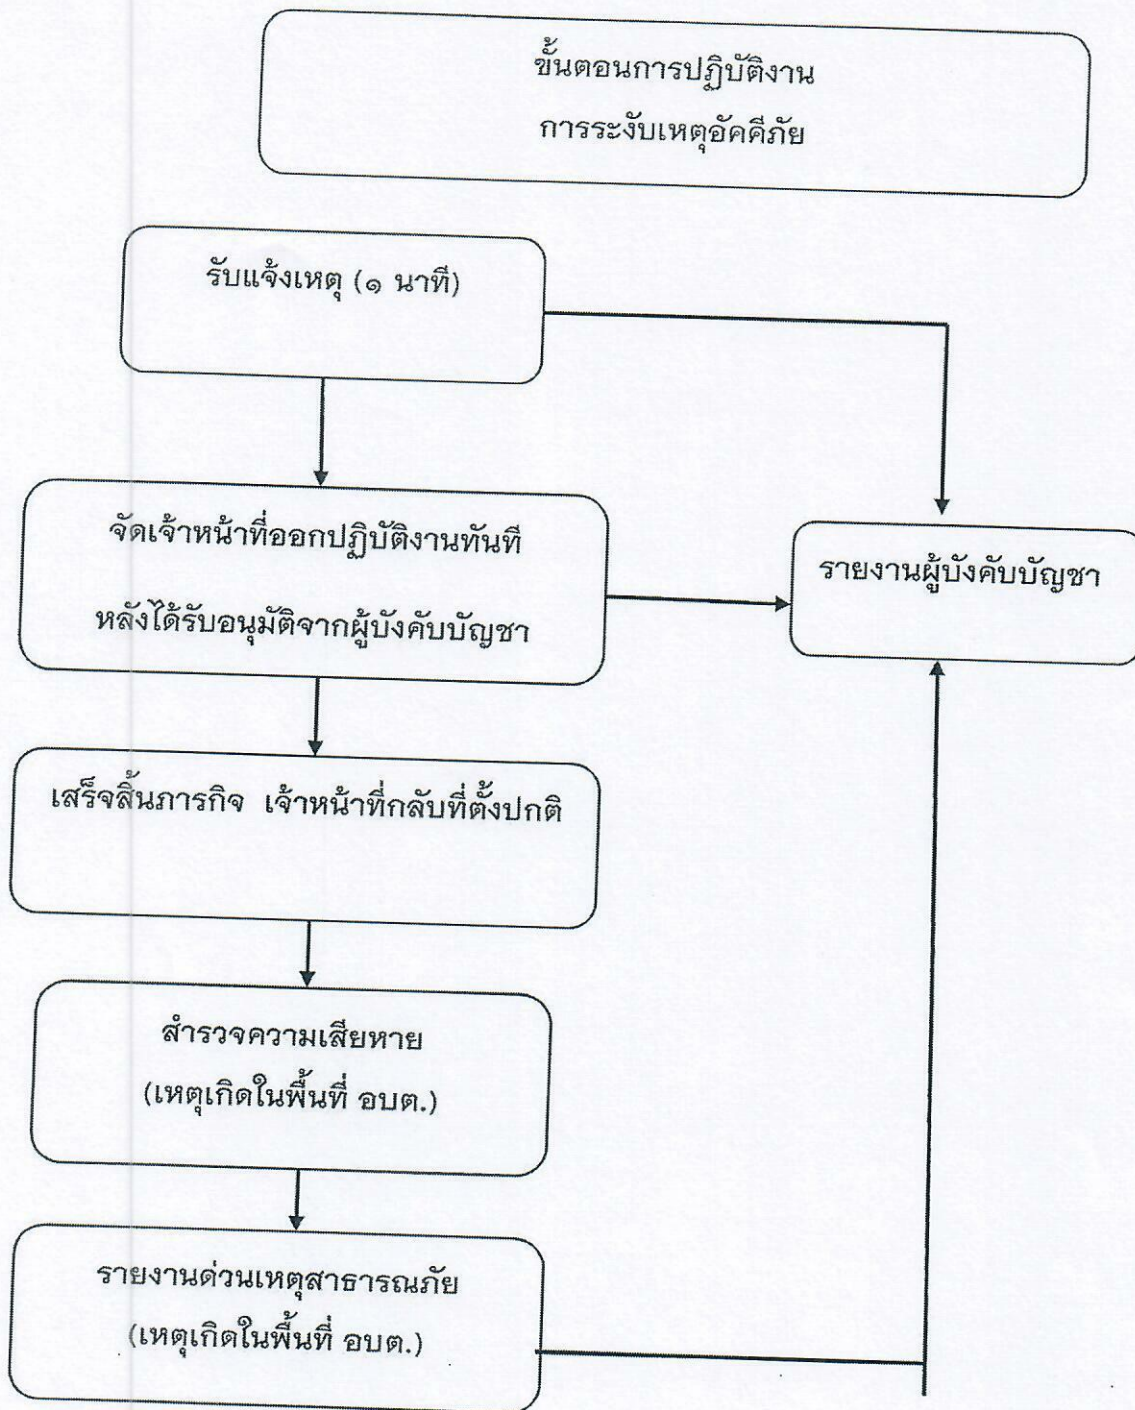 ขั้นตอนการปฏิบัติงาน
การระงับเหตุอัคคีภัย
รับแจ้งเหตุ (๑ นาที)
จัดเจ้าหน้าที่ออกปฏิบัติงานทันที
หลังได้รับอนุมัติจากผู้บังคับบัญชา
รายงานผู้บังคับบัญชา
เสร็จสิ้นภารกิจ เจ้าหน้าที่กลับที่ตั้งปกติ
สำรวจความเสียหาย
(เหตุเกิดในพื้นที่ อบต.)
รายงานด่วนเหตุสาธารณภัย
(เหตุเกิดในพื้นที่ อบต.)